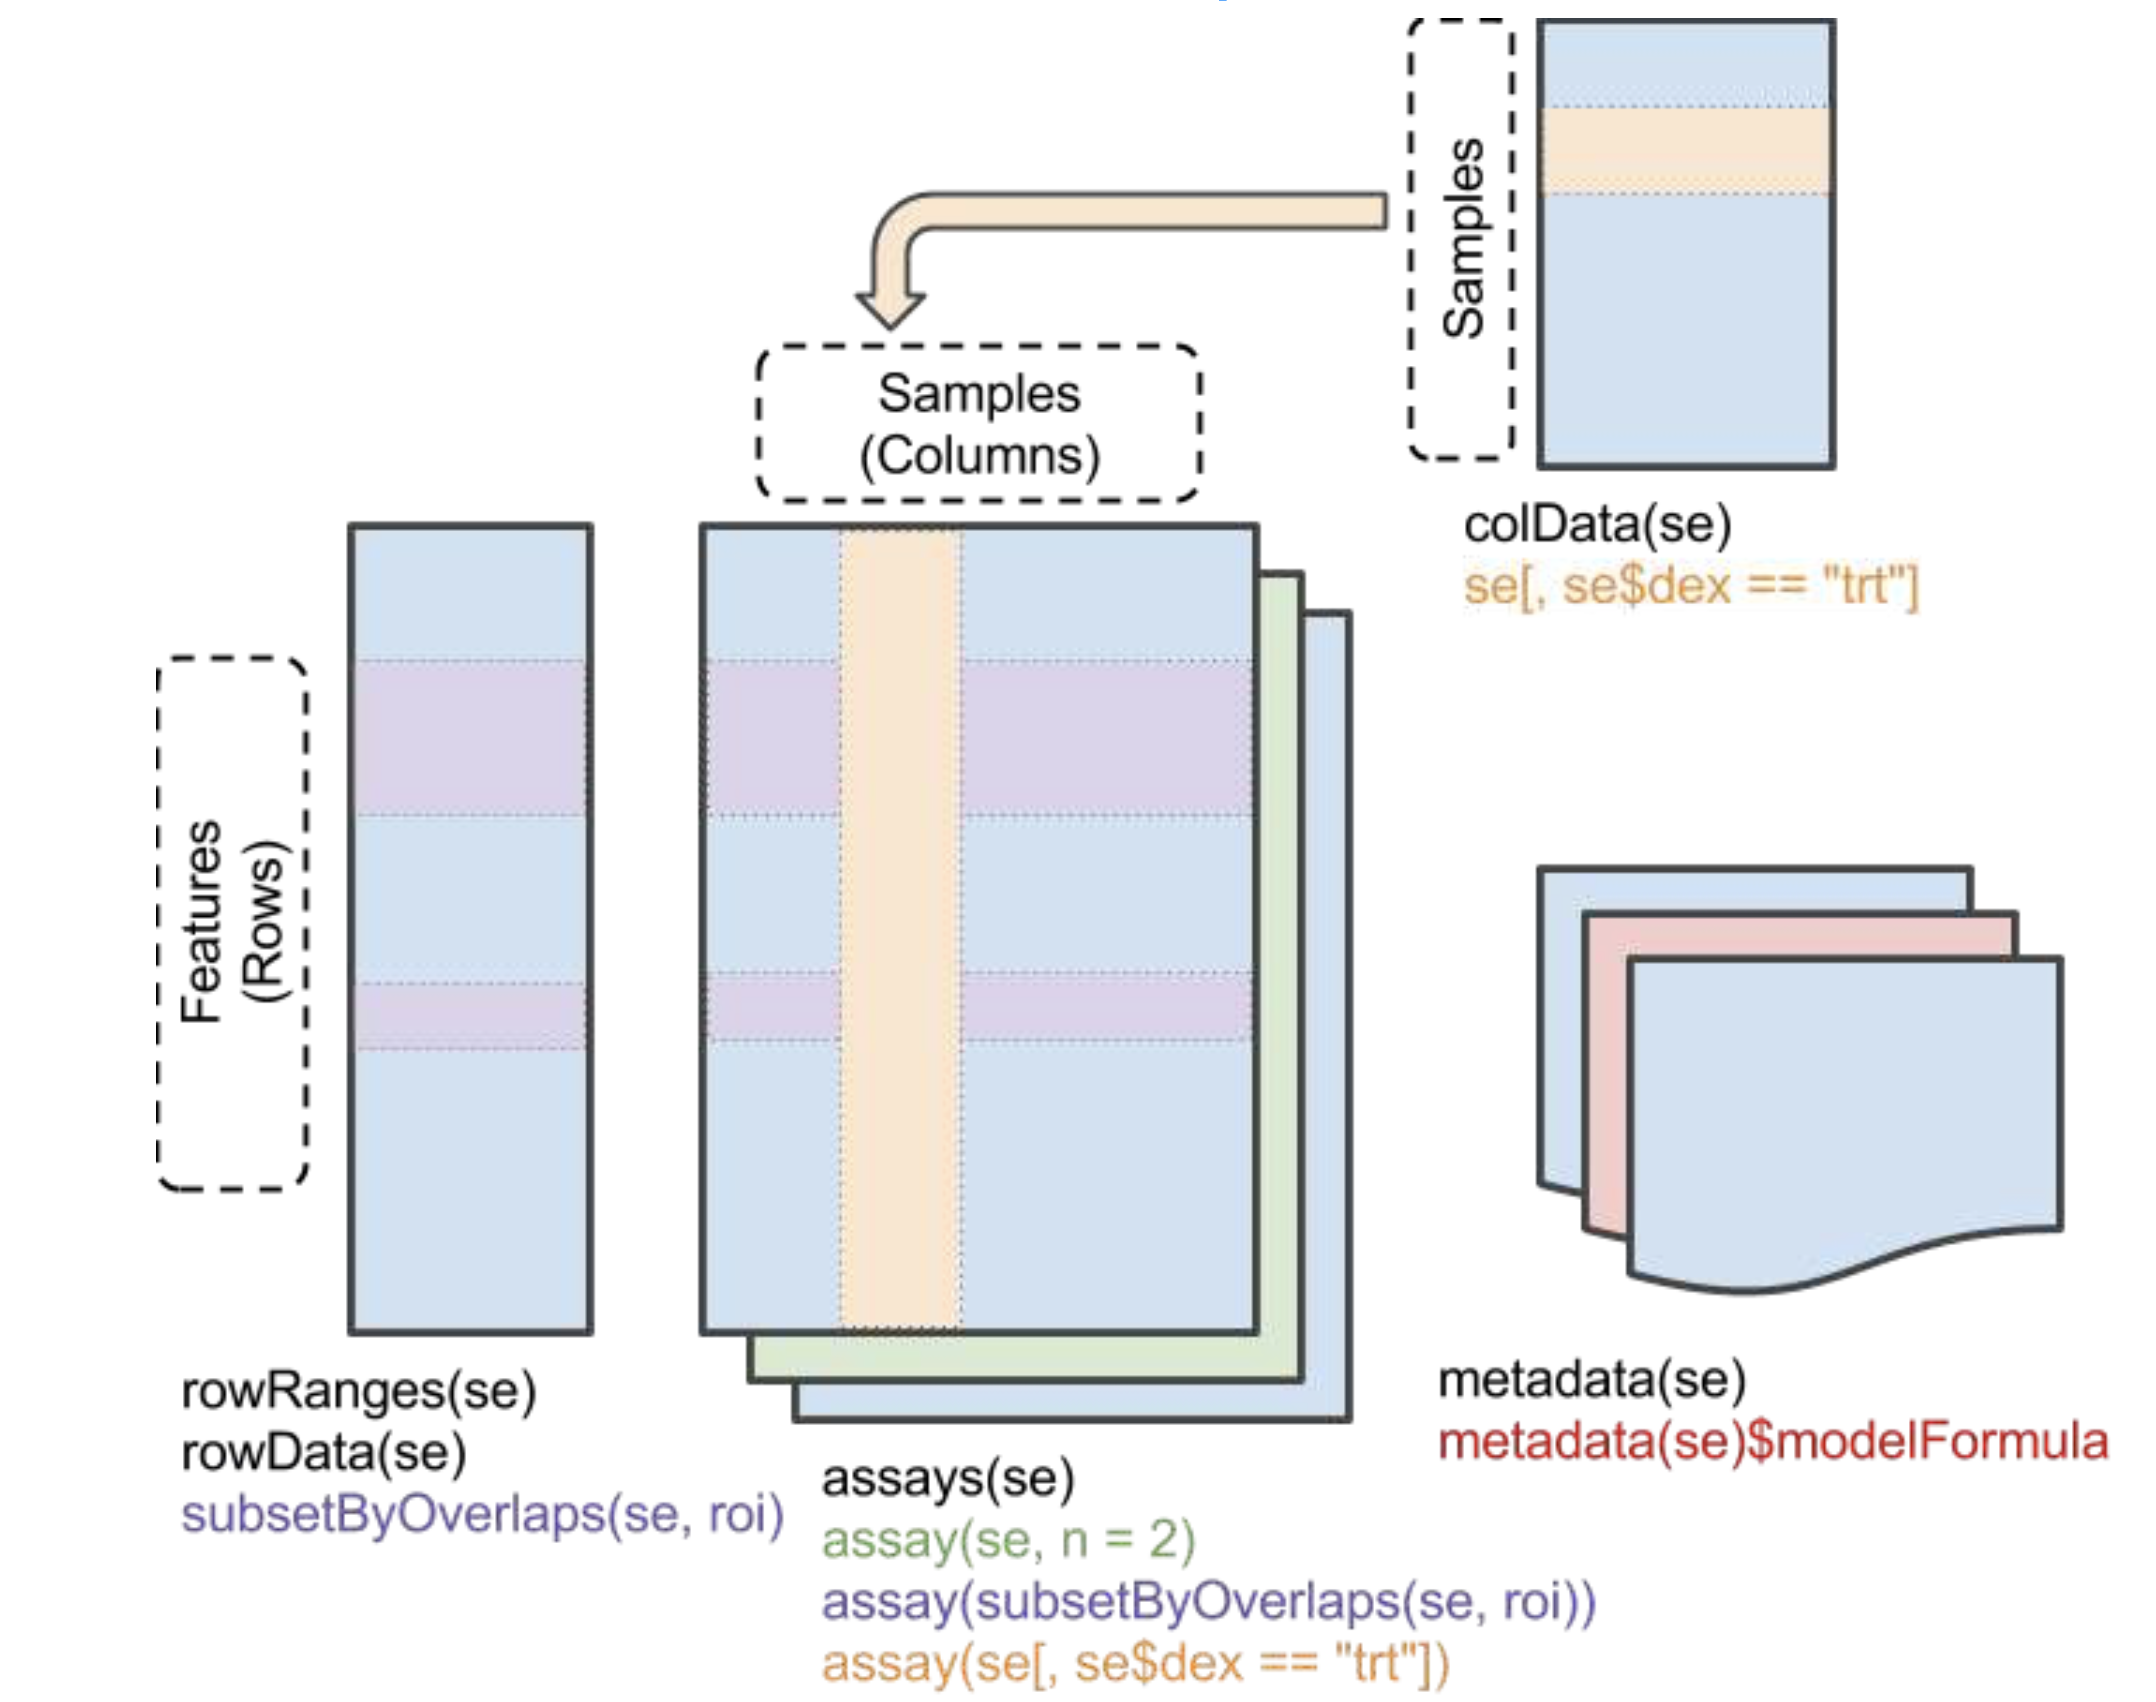 Samples
Samples
(Columns)
colData(se)
se[, se$dex == "trt"]
Features
(Rows)
rowRanges(se)
rowData(se)
subsetByOverlaps(se, roi)
assays(se)
assay(se, n = 2)
assay(subsetByOverlaps(se, roi))
assay(se[, se$dex == "trt"])
metadata(se)
metadata(se)$modelFormula